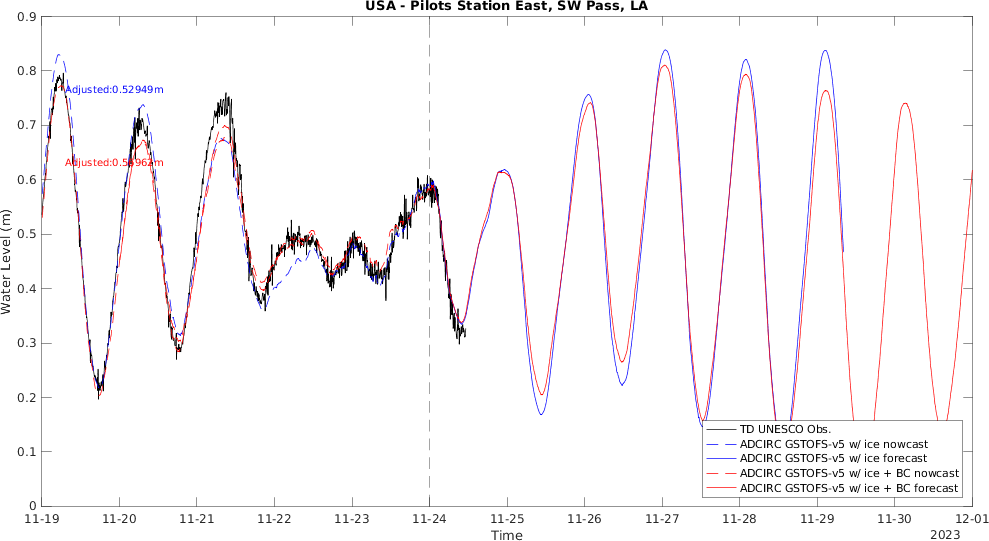 USA - Pilots Station East, SW Pass, LA
0.9
0.8
0.7
0.6
0.5
0.4
0.3
0.2
0.1
0
Water Level (m)
Adjusted:0.52949m
TD UNESCO Obs.
ADCIRC GSTOFS-v5 w/ ice nowcast
ADCIRC GSTOFS-v5 w/ ice forecast
ADCIRC GSTOFS-v5 w/ ice + BC nowcast
ADCIRC GSTOFS-v5 w/ ice + BC forecast
11-19 11-20 11-21 11-22 11-23 11-24 11-25 11-26 11-27 11-28 11-29 11-30 12-01
Time
2023